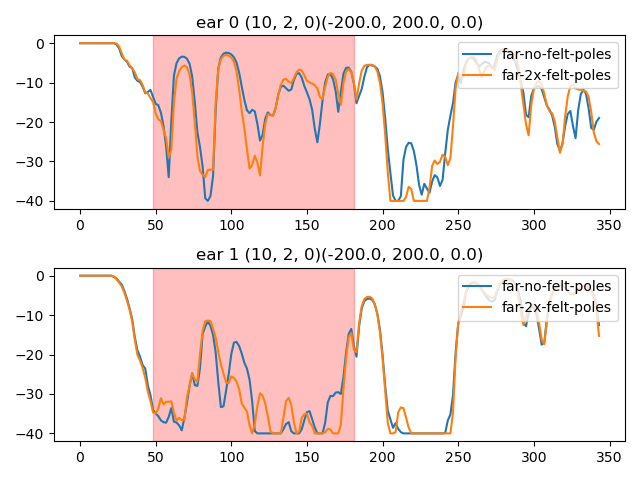 ear 0 (10, 2, 0)(-200.0, 200.0, 0.0)
0
−10
−20
−30
−40
far-no-felt-poles
far-2x-felt-poles
0 50 100 150 200 250 300 350
ear 1 (10, 2, 0)(-200.0, 200.0, 0.0)
0
−10
−20
−30
−40
far-no-felt-poles
far-2x-felt-poles
0 50 100 150 200 250 300 350